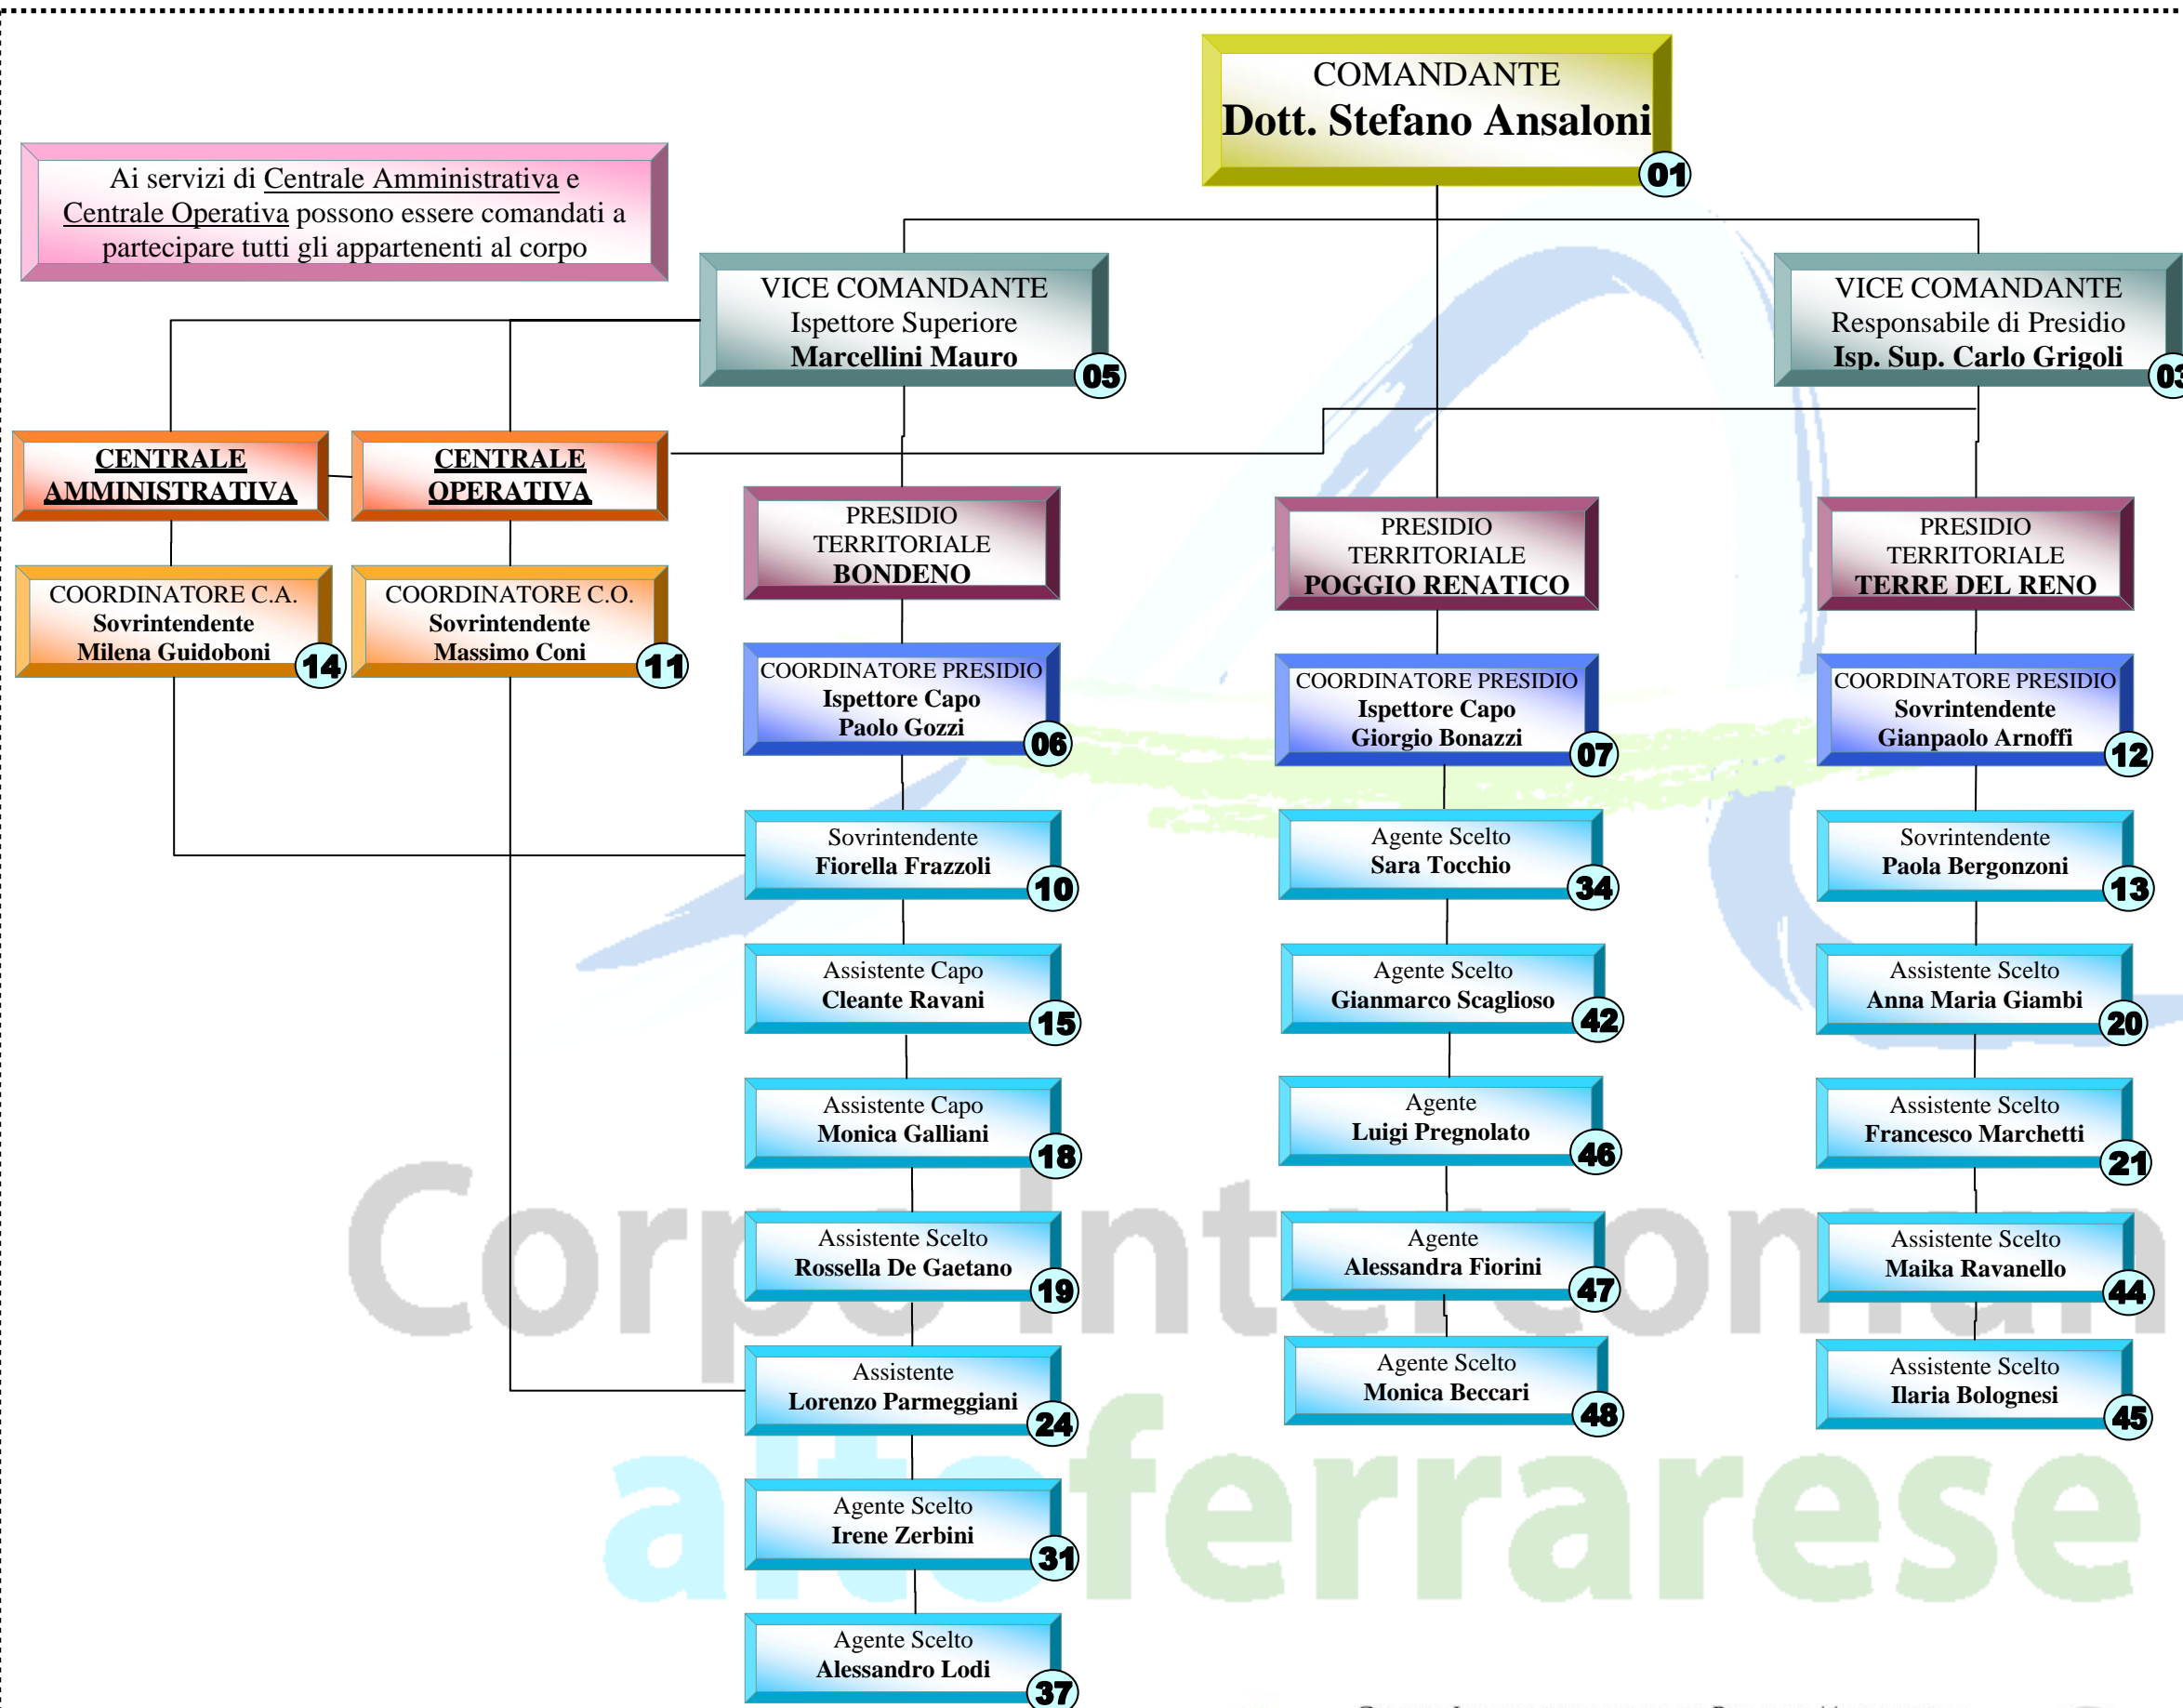 COMANDANTE
Dott. Stefano Ansaloni
01
Ai servizi di Centrale Amministrativa e
Centrale Operativa possono essere comandati a
partecipare tutti gli appartenenti al corpo
VICE COMANDANTE
Ispettore Superiore
Marcellini Mauro
05
VICE COMANDANTE
Responsabile di Presidio
Isp. Sup. Carlo Grigoli
03
CENTRALE
AMMINISTRATIVA
CENTRALE
OPERATIVA
COORDINATORE C.A.
Sovrintendente
Milena Guidoboni
14
COORDINATORE C.O.
Sovrintendente
Massimo Coni
11
PRESIDIO
TERRITORIALE
BONDENO
COORDINATORE PRESIDIO
Ispettore Capo
Paolo Gozzi
06
Sovrintendente
Fiorella Frazzoli
10
Assistente Capo
Cleante Ravani
15
Assistente Capo
Monica Galliani
18
Assistente Scelto
Rossella De Gaetano
19
Assistente
Lorenzo Parmeggiani
24
Agente Scelto
Irene Zerbini
31
Agente Scelto
Alessandro Lodi
37
PRESIDIO
TERRITORIALE
POGGIO RENATICO
COORDINATORE PRESIDIO
Ispettore Capo
Giorgio Bonazzi
07
Agente Scelto
Sara Tocchio
34
Agente Scelto
Gianmarco Scaglioso
42
Agente
Luigi Pregnolato
46
Agente
Alessandra Fiorini
47
Agente Scelto
Monica Beccari
48
PRESIDIO
TERRITORIALE
TERRE DEL RENO
COORDINATORE PRESIDIO
Sovrintendente
Gianpaolo Arnoffi
12
Sovrintendente
Paola Bergonzoni
13
Assistente Scelto
Anna Maria Giambi
20
Assistente Scelto
Francesco Marchetti
21
Assistente Scelto
Maika Ravanello
44
Assistente Scelto
Ilaria Bolognesi
45
Corpo Intercomun
altoferrarese